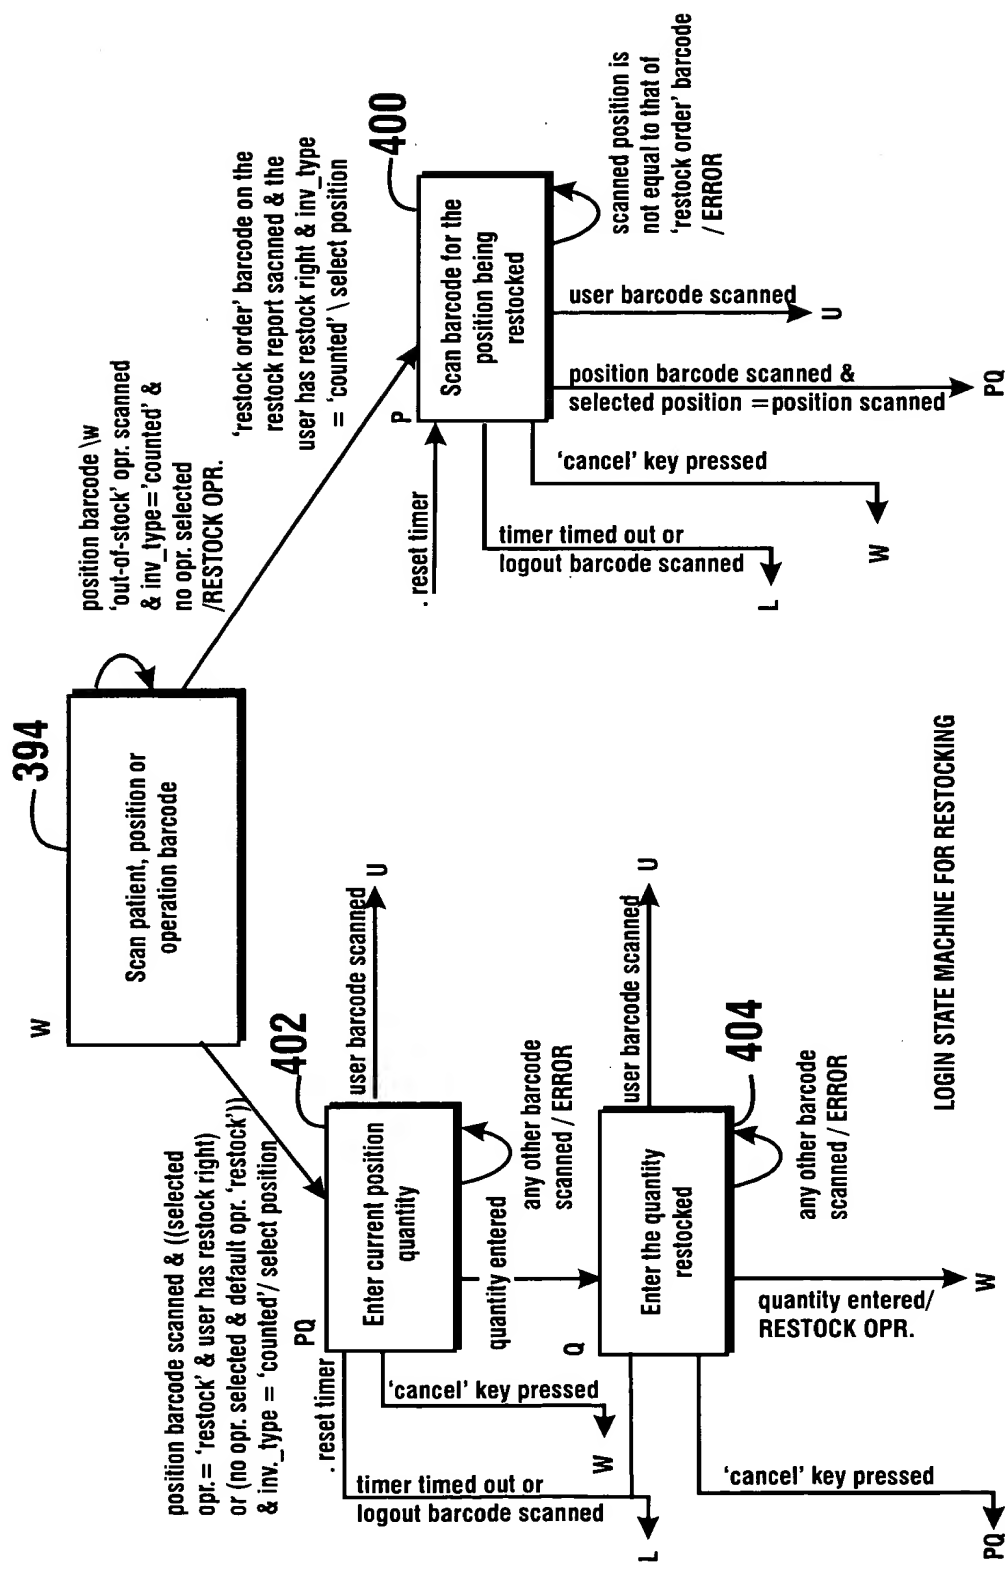 394
W
Scan patient, position or
operation barcode
position barcode \w
'out-of-stock' opr. scanned
& inv_type='counted' &
no opr. selected
/RESTOCK OPR.
'restock order' barcode on the
restock report sacnned & the
user has restock right & inv_type
= 'counted' \ select position
400
P
Scan barcode for the
position being
restocked
scanned position is
not equal to that of
'restock order' barcode
/ ERROR
. reset timer
user barcode scanned
U
position barcode scanned &
selected position =position scanned
PQ
'cancel' key pressed
W
timer timed out or
logout barcode scanned
L
position barcode scanned & ((selected
opr.= 'restock' & user has restock right)
or (no opr. selected & default opr. 'restock'))
& inv._type = 'counted'/ select position
402
PQ
Enter current position
quantity
user barcode scanned
U
any other barcode
scanned / ERROR
. reset timer
quantity entered
'cancel' key pressed
W
timer timed out or
logout barcode scanned
L
404
Q
Enter the quantity
restocked
user barcode scanned
U
any other barcode
scanned / ERROR
quantity entered/
RESTOCK OPR.
W
'cancel' key pressed
PQ
LOGIN STATE MACHINE FOR RESTOCKING